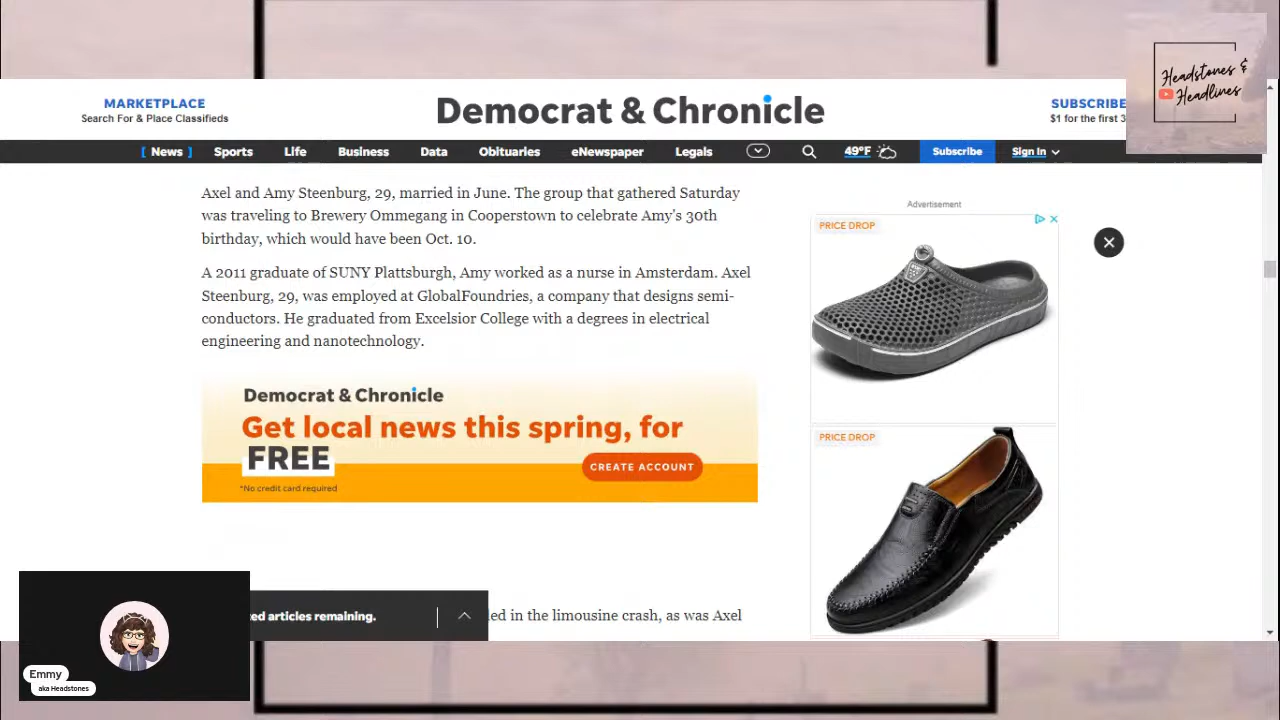 MARKETPLACE
Search For & Place Classifieds
Democrat & Chronicle
SUBSCRIBE
$1 for the first 3
Headstones &
Headlines
[ News ] Sports Life Business Data Obituaries eNewspaper Legals 49°F Subscribe Sign In
Axel and Amy Steenburg, 29, married in June. The group that gathered Saturday
was traveling to Brewery Ommegang in Cooperstown to celebrate Amy's 30th
birthday, which would have been Oct. 10.
A 2011 graduate of SUNY Plattsburgh, Amy worked as a nurse in Amsterdam. Axel
Steenburg, 29, was employed at GlobalFoundries, a company that designs semi-
conductors. He graduated from Excelsior College with a degrees in electrical
engineering and nanotechnology.
Advertisement
PRICE DROP
Democrat & Chronicle
Get local news this spring, for
FREE
CREATE ACCOUNT
*No credit card required
PRICE DROP
ed articles remaining.
led in the limousine crash, as was Axel
Emmy
aka Headstones